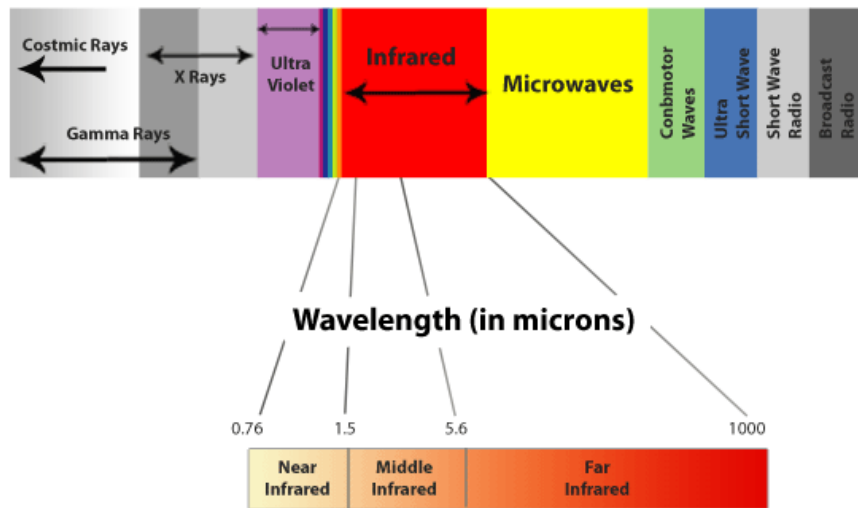 Costmic Rays
X Rays
Gamma Rays
Ultra
Violet
Infrared
Microwaves
Conbmotor
Waves
Ultra
Short Wave
Short Wave
Radio
Broadcast
Radio
Wavelength (in microns)
0.76
1.5
5.6
1000
Near
Infrared
Middle
Infrared
Far
Infrared